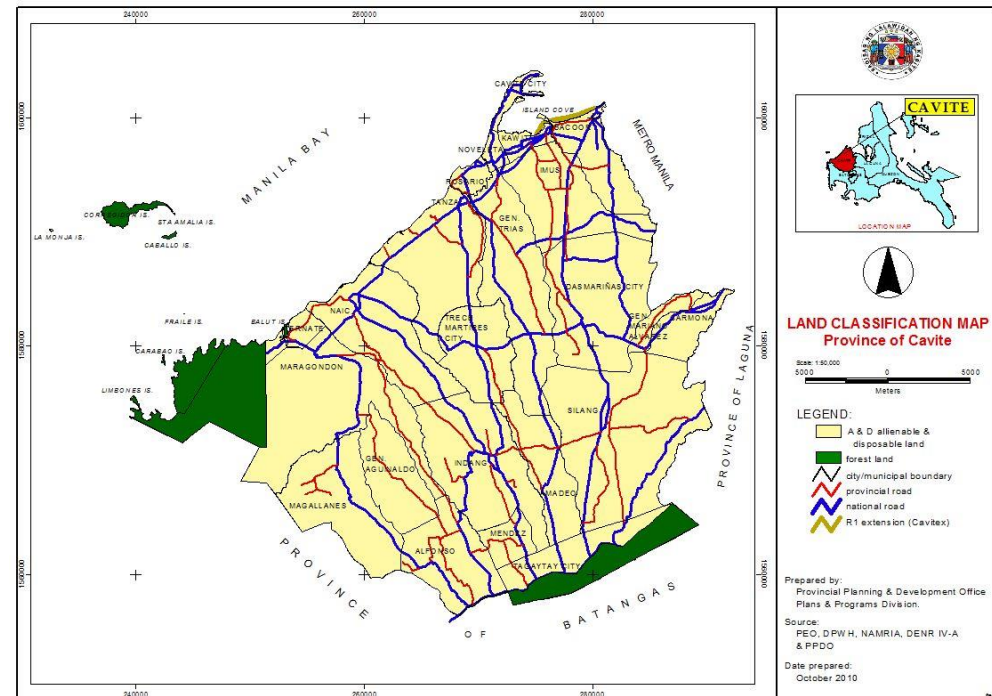 240000
260000
280000
1600000
1600000
CAVITE CITY
ISLAND COVE
BACOOR
KAWIT
NOVELETA
IMUS
METRO MANILA
MANILA BAY
ROSARIO
TANZA
GEN.
TRIAS
CORREGIDOR IS.
STA AMALIA IS.
LA MONJA IS.
CABALLO IS.
DASMARIÑAS CITY
NAIC
TRECE
MARTIRES
CITY
GEN.
MARIANO
ALVAREZ
CARMONA
FRAILE IS.
BALUT IS.
TERNATE
CARABAO IS.
MARAGONDON
LIMBONES IS.
SILANG
PROVINCE OF LAGUNA
GEN.
AGUINALDO
INDANG
AMADEO
MAGALLANES
MENDEZ
ALFONSO
TAGAYTAY CITY
1560000
1560000
PROVINCE
OF
BATANGAS
240000
260000
280000
CAVITE
LOCATION MAP
LAND CLASSIFICATION MAP
Province of Cavite
Scale: 1:50,000
5000 0 5000
Meters
LEGEND:
A & D allienable &
disposable land
forest land
city/municipal boundary
provincial road
national road
R1 extension (Cavitex)
Prepared by:
Provincial Planning & Development Office
Plans & Programs Division.
Source:
PEO, DPWH, NAMRIA, DENR IV-A
& PPDO
Date prepared:
October 2010